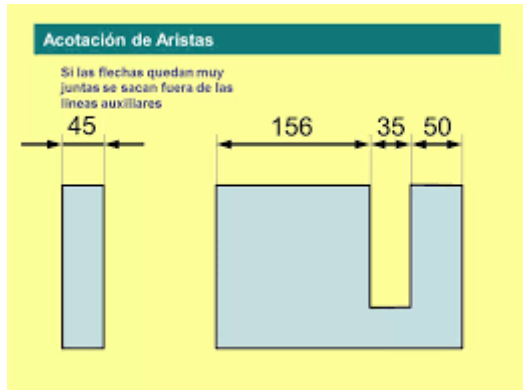 Acotación de Aristas
Si las flechas quedan muy
juntas se sacan fuera de las
líneas auxiliares
45
156 35 50